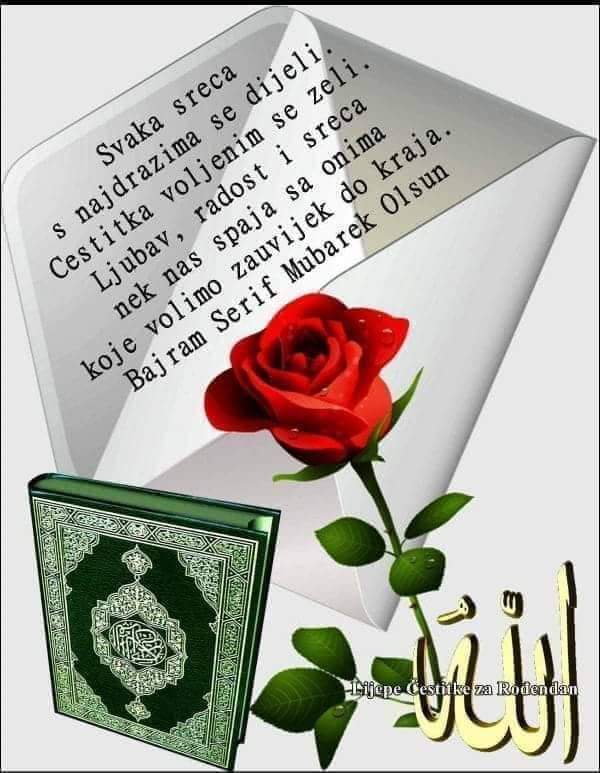 Svaka sreca
s najdrazima se dijeli.
Cestitka voljenim se zeli.
Ljubav, radost i sreca
nek nas spaja sa onima
koje volimo zauvijek do kraja.
Bajram Serif Mubarek Olsun
الله
Lijepe Čestitke za Rođendan